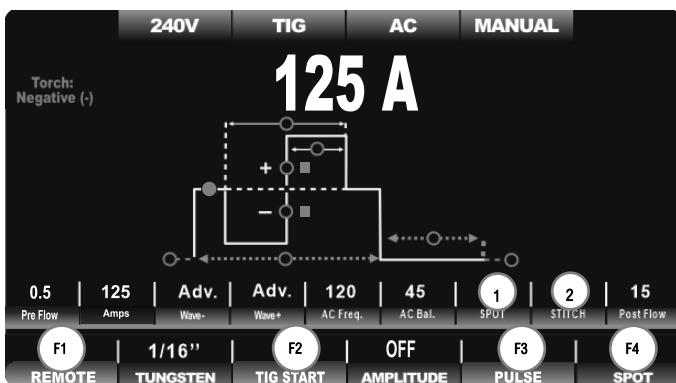 240V TIG AC MANUAL
125 A
Torch:
Negative (-)
+
−
0.5 125 Adv. Adv. 120 45 1 2 15
Pre Flow Amps Wave- Wave+ AC Freq. AC Bal. SPOT STITCH Post Flow
F1 1/16’’ F2 OFF F3 F4
REMOTE TUNGSTEN TIG START AMPLITUDE PULSE SPOT